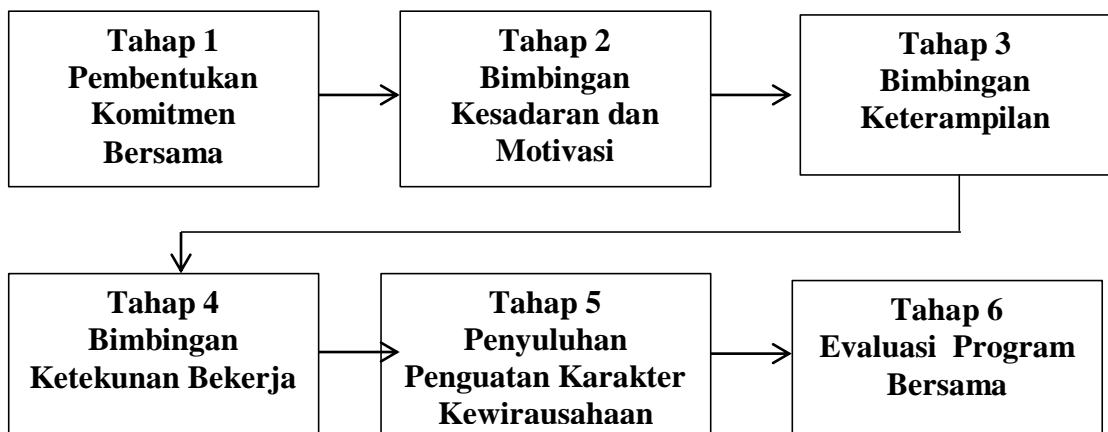 Tahap 1
Pembentukan
Komitmen
Bersama
Tahap 2
Bimbingan
Kesadaran dan
Motivasi
Tahap 3
Bimbingan
Keterampilan
Tahap 4
Bimbingan
Ketekunan Bekerja
Tahap 5
Penyuluhan
Penguatan Karakter
Kewirausahaan
Tahap 6
Evaluasi Program
Bersama